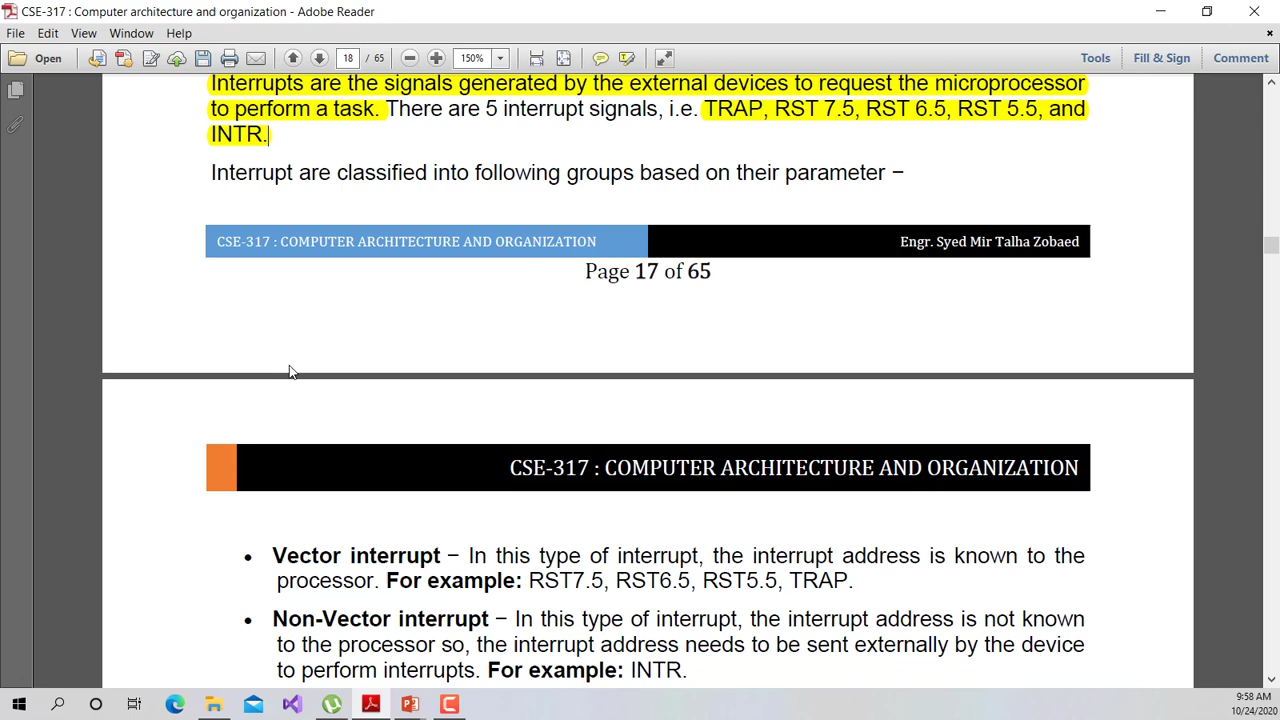 CSE-317 : Computer architecture and organization - Adobe Reader
File Edit View Window Help
Open 18 / 65 150% Tools Fill & Sign Comment
Interrupts are the signals generated by the external devices to request the microprocessor
to perform a task. There are 5 interrupt signals, i.e. TRAP, RST 7.5, RST 6.5, RST 5.5, and
INTR.
Interrupt are classified into following groups based on their parameter −
CSE-317 : COMPUTER ARCHITECTURE AND ORGANIZATION Engr. Syed Mir Talha Zobaed
Page 17 of 65
CSE-317 : COMPUTER ARCHITECTURE AND ORGANIZATION
• Vector interrupt − In this type of interrupt, the interrupt address is known to the
processor. For example: RST7.5, RST6.5, RST5.5, TRAP.
• Non-Vector interrupt − In this type of interrupt, the interrupt address is not known
to the processor so, the interrupt address needs to be sent externally by the device
to perform interrupts. For example: INTR.
9:58 AM
10/24/2020